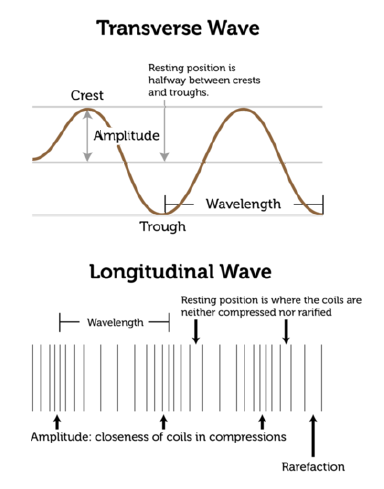 Transverse Wave
Resting position is
halfway between crests
and troughs.
Crest
Amplitude
Wavelength
Trough
Longitudinal Wave
Resting position is where the coils are
neither compressed nor rarified
Wavelength
Amplitude: closeness of coils in compressions
Rarefaction